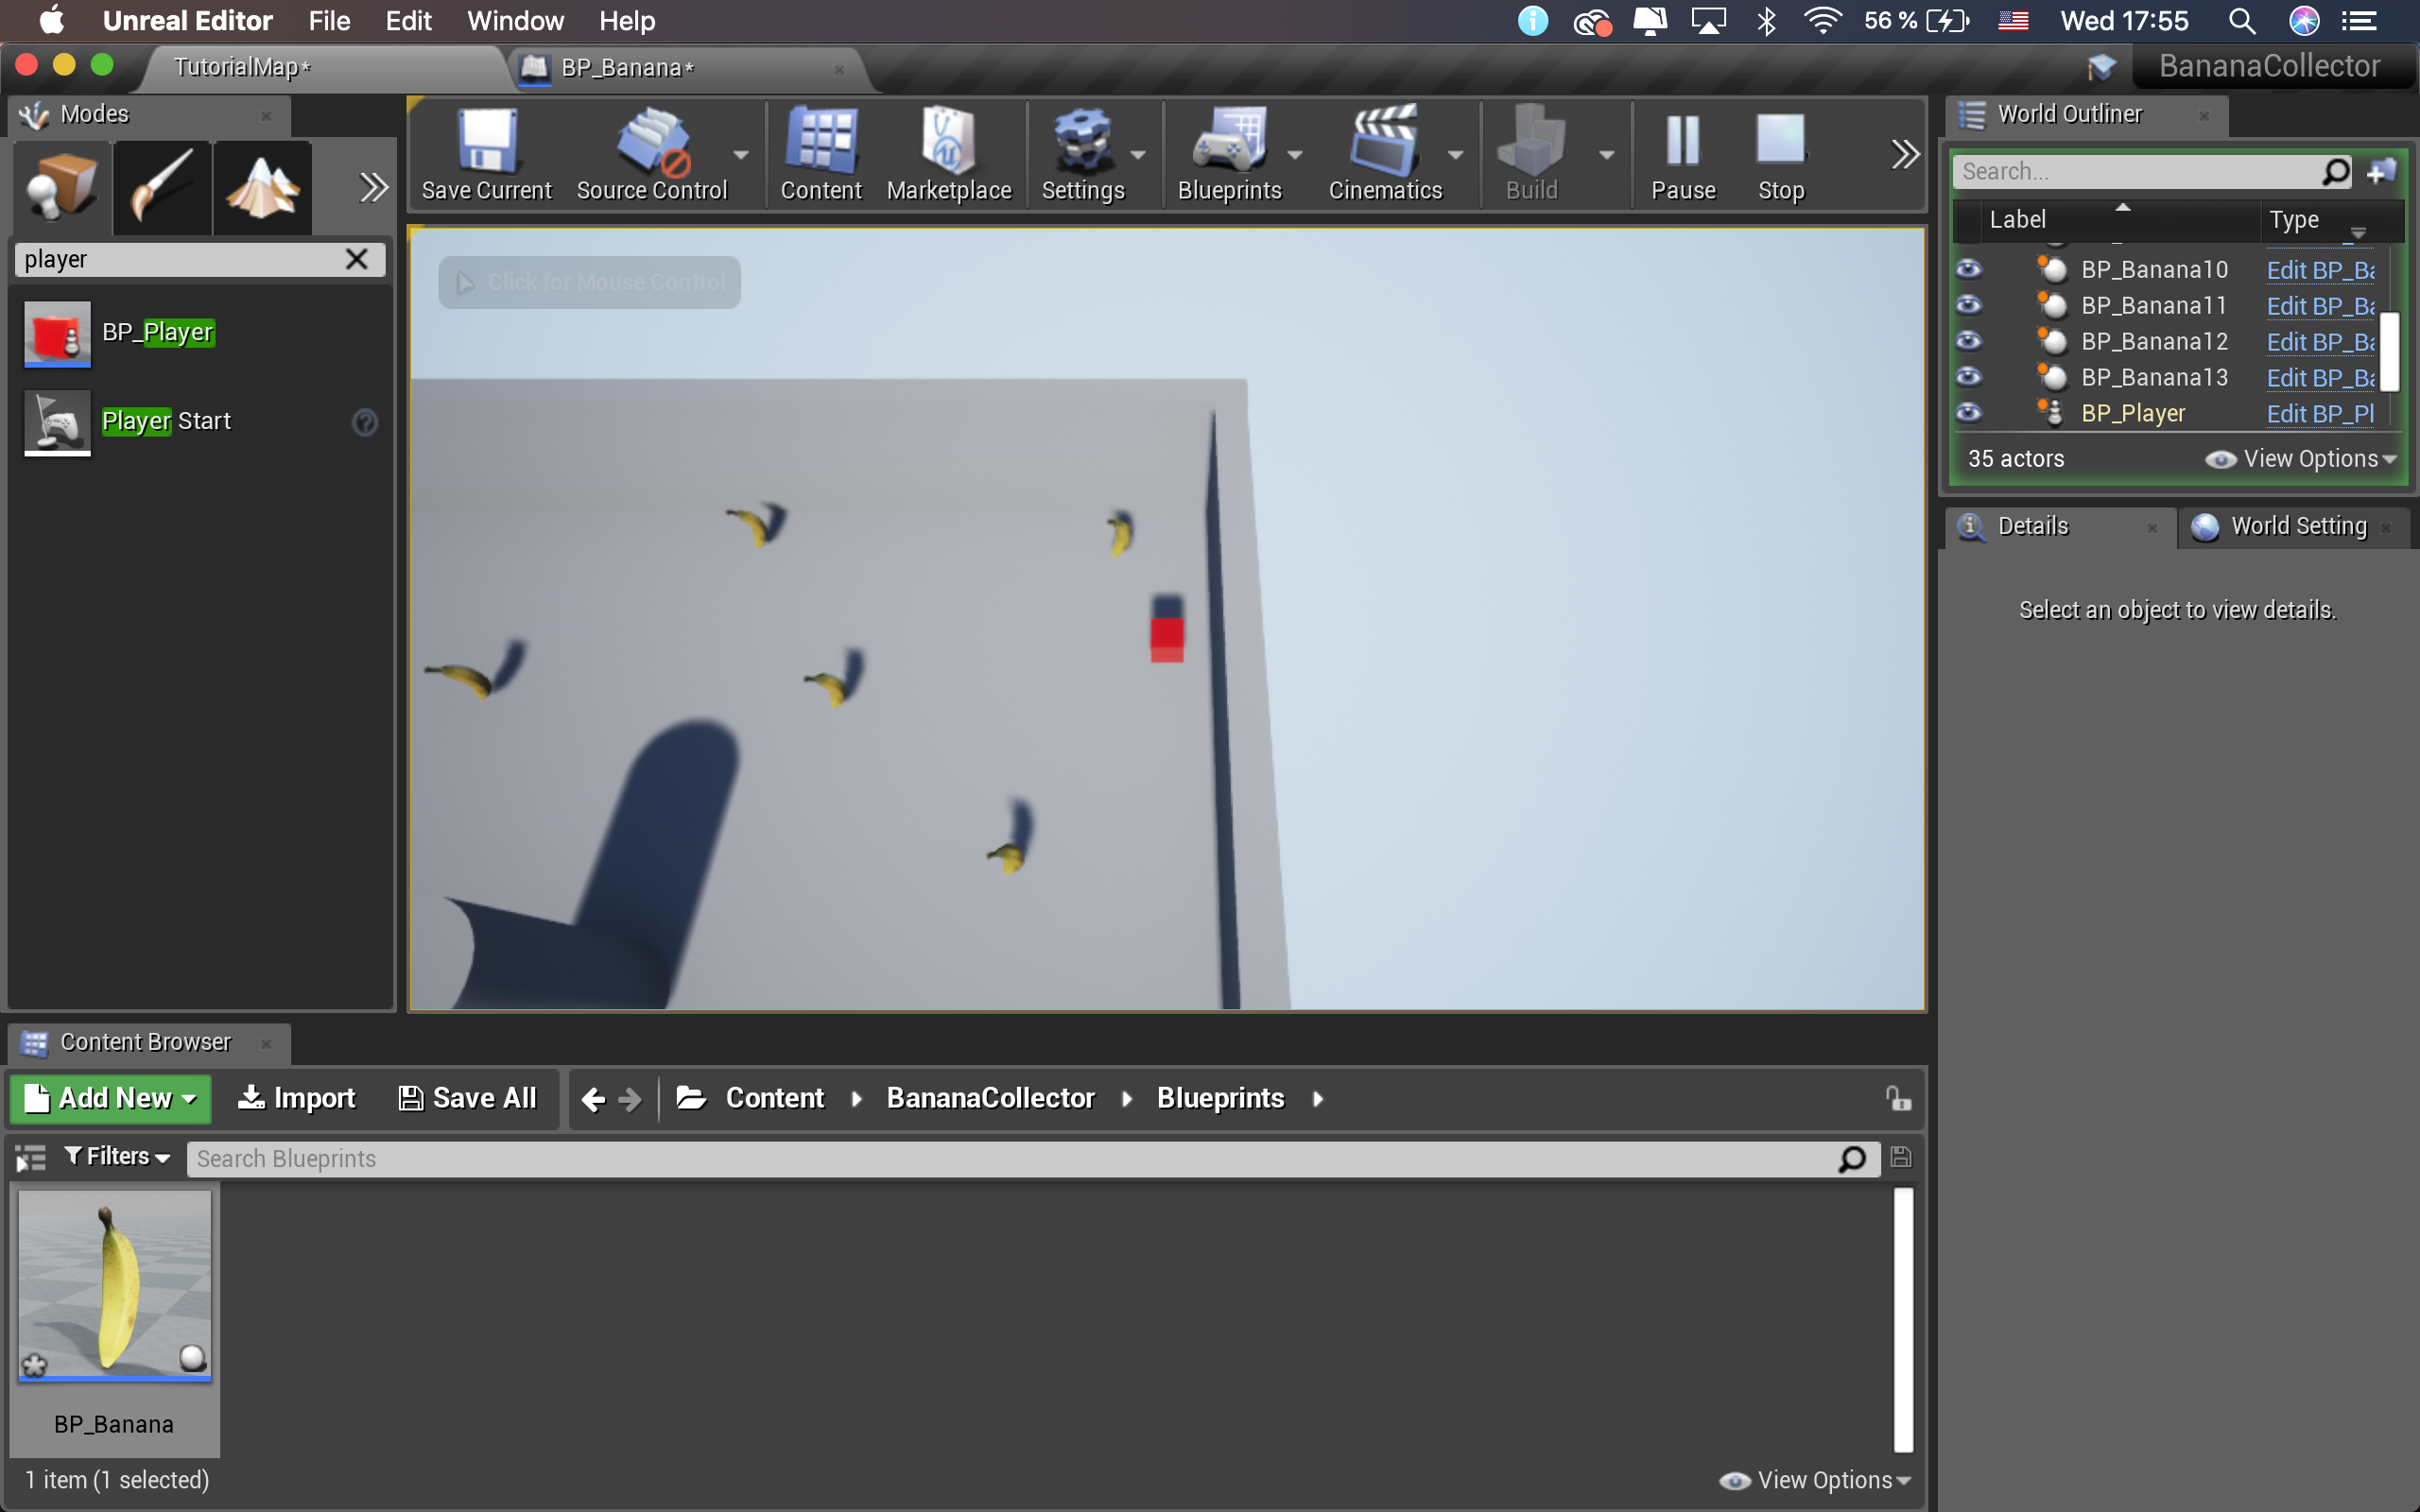 Unreal Editor File Edit Window Help 56 % Wed 17:55
TutorialMap* BP_Banana* BananaCollector
Modes
Save Current Source Control Content Marketplace Settings Blueprints Cinematics Build Pause Stop
player
BP_Player
Player Start
Click for Mouse Control
World Outliner
Search...
Label Type
BP_Banana10 Edit BP_Ba
BP_Banana11 Edit BP_Ba
BP_Banana12 Edit BP_Ba
BP_Banana13 Edit BP_Ba
BP_Player Edit BP_Pl
35 actors View Options
Details World Setting
Select an object to view details.
Content Browser
Add New Import Save All Content BananaCollector Blueprints
Filters Search Blueprints
BP_Banana
1 item (1 selected) View Options